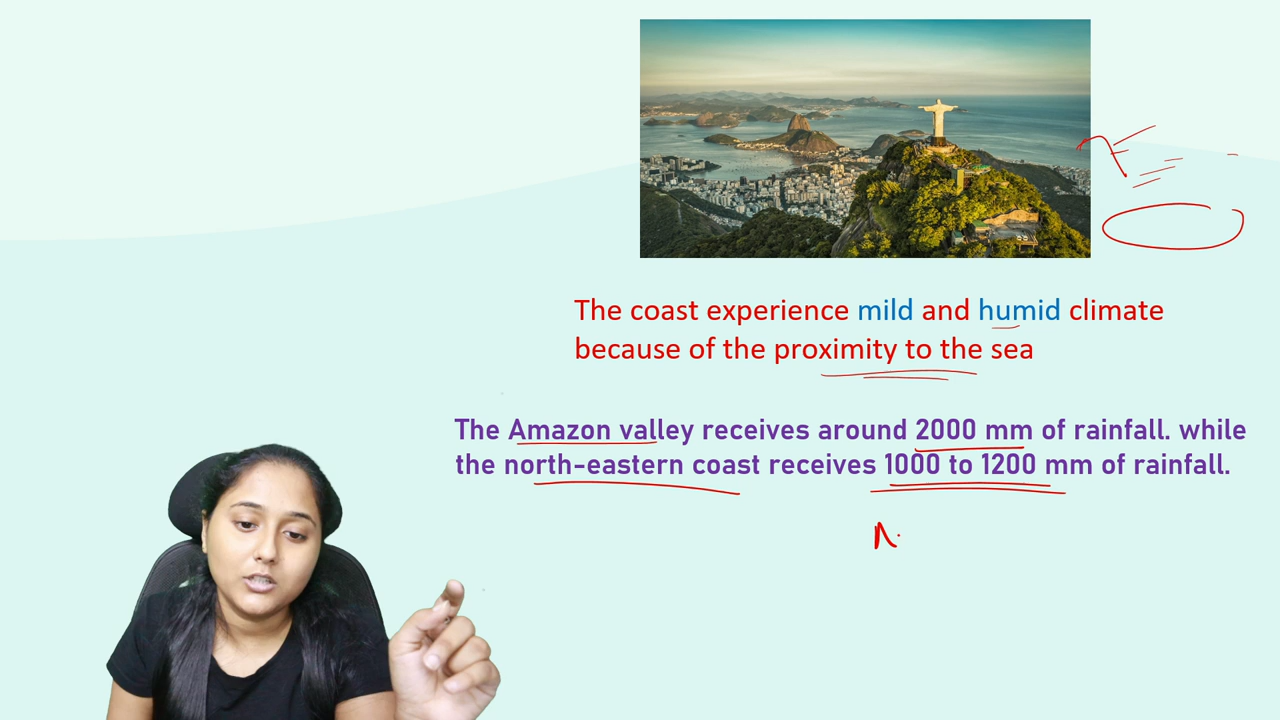 The coast experience mild and humid climate
because of the proximity to the sea
The Amazon valley receives around 2000 mm of rainfall. while
the north-eastern coast receives 1000 to 1200 mm of rainfall.